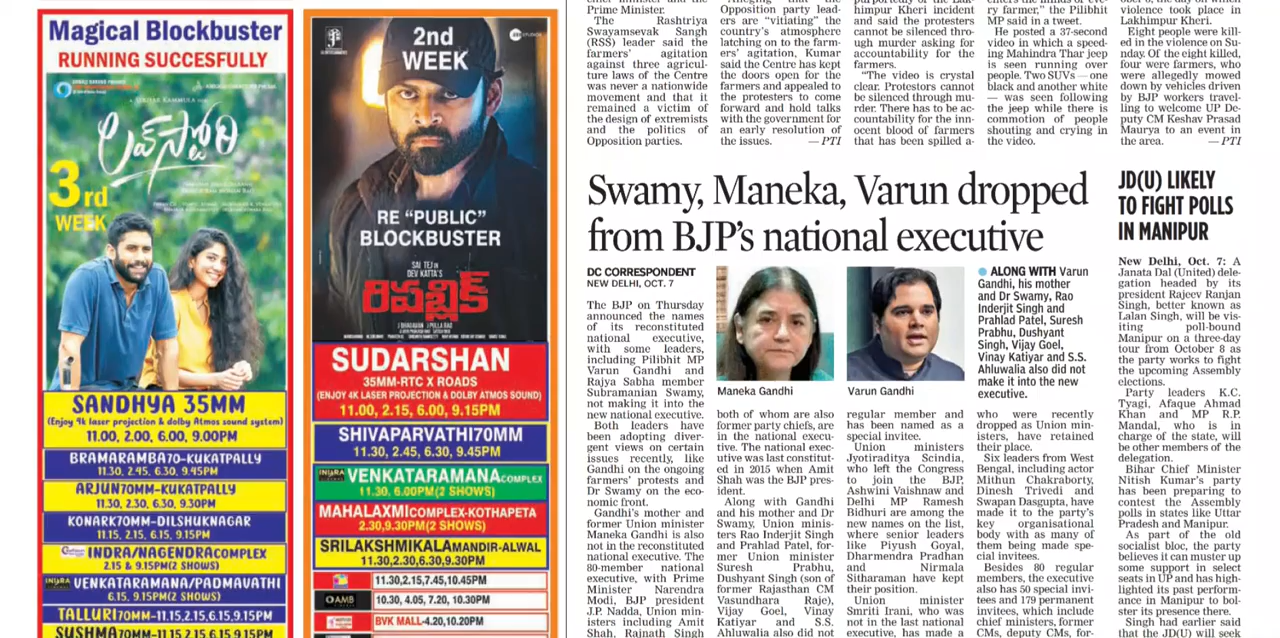 Magical Blockbuster
RUNNING SUCCESFULLY
లవ్ స్టోరి
3rd
WEEK
SANDHYA 35MM
(Enjoy 4k laser projection & dolby Atmos sound system)
11.00, 2.00, 6.00, 9.00PM
BRAMARAMBA70-KUKATPALLY
11.30, 2.45, 6.30, 9.45PM
ARJUN70MM-KUKATPALLY
11.30, 2.30, 6.30, 9.30PM
KONARK70MM-DILSHUKNAGAR
11.15, 2.15, 6.15, 9.15PM
INDRA/NAGENDRACOMPLEX
2.15 & 9.15PM(2 SHOWS)
VENKATARAMANA/PADMAVATHI
6.15, 9.15PM(2 SHOWS)
TALLURI70MM-11.15,2.15,6.15,9.15PM
SUSHMA70MM-11.15,2.15,6.15,9.15PM
2nd
WEEK
RE “PUBLIC”
BLOCKBUSTER
SAI TEJ IN
DEV KATTA'S
రిపబ్లిక్
SUDARSHAN
35MM-RTC X ROADS
(ENJOY 4K LASER PROJECTION & DOLBY ATMOS SOUND)
11.00, 2.15, 6.00, 9.15PM
SHIVAPARVATHI70MM
11.30, 2.45, 6.30, 9.45PM
VENKATARAMANACOMPLEX
11.30, 6.00PM(2 SHOWS)
MAHALAXMICOMPLEX-KOTHAPETA
2.30,9.30PM(2 SHOWS)
SRILAKSHMIKALAMANDIR-ALWAL
11.30,2.30,6.30,9.30PM
11.30,2.15,7.45,10.45PM
AMB
10.30, 4.05, 7.20, 10.30PM
BVK MALL-4.20,10.20PM
Prime Minister.
The Rashtriya
Swayamsevak Sangh
(RSS) leader said the
farmers' agitation
against three agricul-
ture laws of the Centre
was never a nationwide
movement and that it
remained a victim of
the design of extremists
and the politics of
Opposition parties.
Opposition party lead-
ers are “vitiating” the
country's atmosphere
latching on to the farm-
ers' agitation, Kumar
said the Centre has kept
the doors open for the
farmers and appealed to
the protesters to come
forward and hold talks
with the government for
an early resolution of
the issues. — PTI
himpur Kheri incident
and said the protesters
cannot be silenced thro-
ugh murder asking for
accountability for the
farmers.
“The video is crystal
clear. Protestors cannot
be silenced through mu-
rder. There has to be ac-
countability for the inn-
ocent blood of farmers
that has been spilled a-
ry farmer,” the Pilibhit
MP said in a tweet.
He posted a 37-second
video in which a speed-
ing Mahindra Thar jeep
is seen running over
people. Two SUVs — one
black and another white
— was seen following
the jeep while there is
commotion of people
shouting and crying in
the video.
violence took place in
Lakhimpur Kheri.
Eight people were kill-
ed in the violence on Su-
nday. Of the eight killed,
four were farmers, who
were allegedly mowed
down by vehicles driven
by BJP workers travel-
ling to welcome UP De-
puty CM Keshav Prasad
Maurya to an event in
the area. — PTI
Swamy, Maneka, Varun dropped
from BJP's national executive
DC CORRESPONDENT
NEW DELHI, OCT. 7
The BJP on Thursday
announced the names
of its reconstituted
national executive,
with some leaders,
including Pilibhit MP
Varun Gandhi and
Rajya Sabha member
Subramanian Swamy,
not making it into the
new national executive.
Both leaders have
been adopting diver-
gent views on certain
issues recently, like
Gandhi on the ongoing
farmers' protests and
Dr Swamy on the eco-
nomic front.
Gandhi's mother and
former Union minister
Maneka Gandhi is also
not in the reconstituted
national executive. The
80-member national
executive, with Prime
Minister Narendra
Modi, BJP president
J.P. Nadda, Union min-
isters including Amit
Shah, Rajnath Singh
Maneka Gandhi
both of whom are also
former party chiefs, are
in the national execu-
tive. The national exec-
utive was last constitut-
ed in 2015 when Amit
Shah was the BJP pres-
ident.
Along with Gandhi
and his mother and Dr
Swamy, Union minis-
ters Rao Inderjit Singh
and Prahlad Patel, for-
mer Union minister
Suresh Prabhu,
Dushyant Singh (son of
former Rajasthan CM
Vasundhara Raje),
Vijay Goel, Vinay
Katiyar and S.S.
Ahluwalia also did not
Varun Gandhi
regular member and
has been named as a
special invitee.
Union ministers
Jyotiraditya Scindia,
who left the Congress
to join the BJP,
Ashwini Vaishnaw and
Delhi MP Ramesh
Bidhuri are among the
new names on the list,
where senior leaders
like Piyush Goyal,
Dharmendra Pradhan
and Nirmala
Sitharaman have kept
their position.
Union minister
Smriti Irani, who was
not in the last national
executive, has made a
ALONG WITH Varun
Gandhi, his mother
and Dr Swamy, Rao
Inderjit Singh and
Prahlad Patel, Suresh
Prabhu, Dushyant
Singh, Vijay Goel,
Vinay Katiyar and S.S.
Ahluwalia also did not
make it into the new
executive.
who were recently
dropped as Union min-
isters, have retained
their place.
Six leaders from West
Bengal, including actor
Mithun Chakraborty,
Dinesh Trivedi and
Swapan Dasgupta, have
made it to the party's
key organisational
body with as many of
them being made spe-
cial invitees.
Besides 80 regular
members, the executive
also has 50 special invi-
tees and 179 permanent
invitees, which include
chief ministers, former
CMs, deputy CMs, for-
JD(U) LIKELY
TO FIGHT POLLS
IN MANIPUR
New Delhi, Oct. 7: A
Janata Dal (United) dele-
gation headed by its
president Rajeev Ranjan
Singh, better known as
Lalan Singh, will be vis-
iting poll-bound
Manipur on a three-day
tour from October 8 as
the party works to fight
the upcoming Assembly
elections.
Party leaders K.C.
Tyagi, Afaque Ahmad
Khan and MP R.P.
Mandal, who is in
charge of the state, will
be other members of the
delegation.
Bihar Chief Minister
Nitish Kumar's party
has been preparing to
contest the Assembly
polls in states like Uttar
Pradesh and Manipur.
As part of the old
socialist bloc, the party
believes it can muster up
some support in select
seats in UP and has high-
lighted its past perform-
ance in Manipur to bol-
ster its presence there.
Singh had earlier said
that the JD(U) will seek